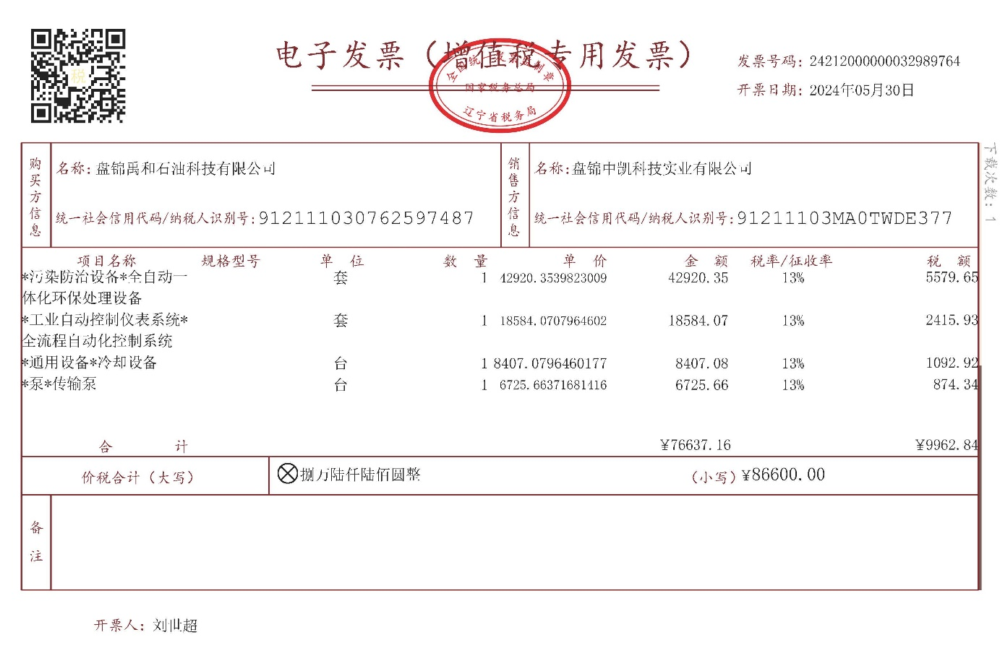 电子发票（增值税专用发票）
全国统一发票监制章
国家税务总局
辽宁省税务局
税
发票号码：24212000000032989764
开票日期：2024年05月30日
下载次数：1
购买方信息
名称：盘锦禹和石油科技有限公司
统一社会信用代码/纳税人识别号：912111030762597487
销售方信息
名称：盘锦中凯科技实业有限公司
统一社会信用代码/纳税人识别号：91211103MA0TWDE377
项目名称 规格型号 单 位 数 量 单 价 金 额 税率/征收率 税 额
*污染防治设备*全自动一 套 1 42920.3539823009 42920.35 13% 5579.65
体化环保处理设备
*工业自动控制仪表系统* 套 1 18584.0707964602 18584.07 13% 2415.93
全流程自动化控制系统
*通用设备*冷却设备 台 1 8407.0796460177 8407.08 13% 1092.92
*泵*传输泵 台 1 6725.66371681416 6725.66 13% 874.34
合 计 ¥76637.16 ¥9962.84
价税合计（大写） 捌万陆仟陆佰圆整 （小写）¥86600.00
备注
开票人：刘世超